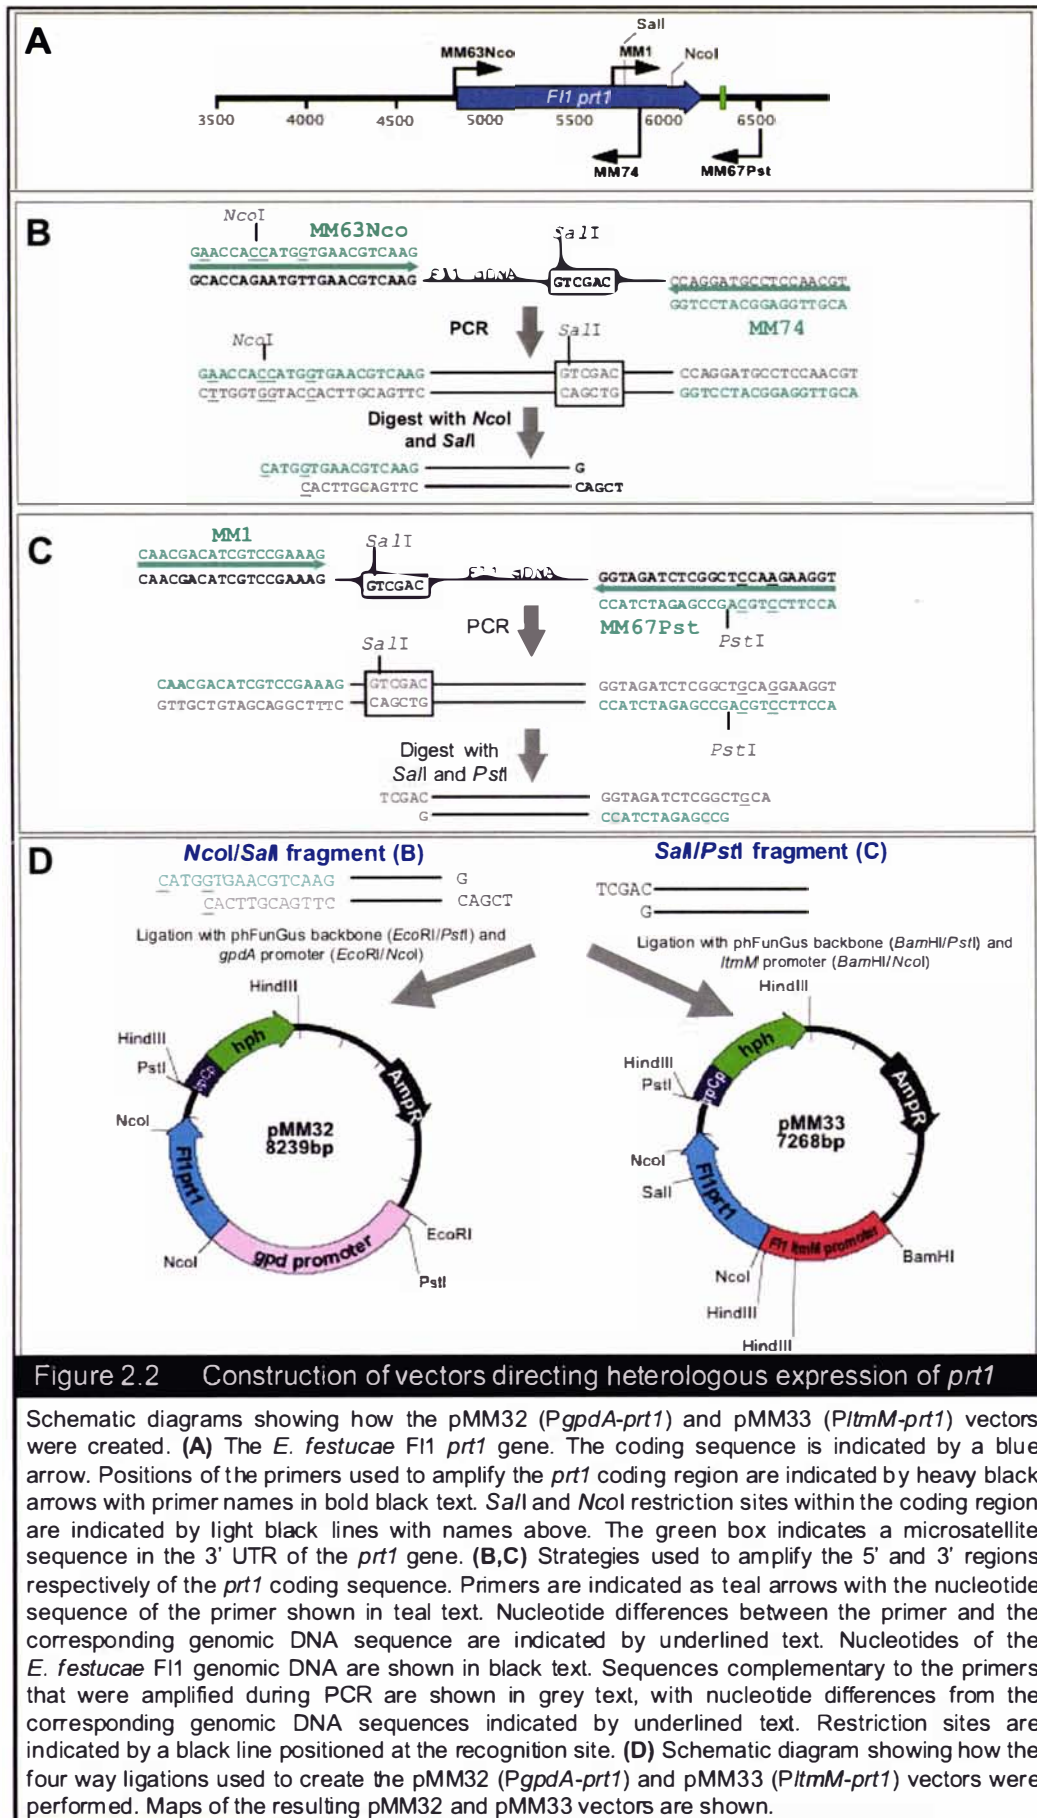 A
SalI
MM63Nco
MM1
NcoI
Fl1 prt1
3500 4000 4500 5000 5500 6000 6500
MM74
MM67Pst
B
NcoI
MM63Nco
SalI
GAACCACCATGGTGAACGTCAAG
GCACCAGAATGTTGAACGTCAAG
Fl1 gDNA
GTCGAC
CCAGGATGCCTCCAACGT
GGTCCTACGGAGGTTGCA
MM74
PCR
NcoI
SalI
GAACCACCATGGTGAACGTCAAG
GTCGAC
CCAGGATGCCTCCAACGT
CTTGGTGGTACCACTTGCAGTTC
CAGCTG
GGTCCTACGGAGGTTGCA
Digest with NcoI
and SalI
CATGGTGAACGTCAAG
G
CACTTGCAGTTC
CAGCT
C
MM1
SalI
CAACGACATCGTCCGAAAG
CAACGACATCGTCCGAAAG
GTCGAC
Fl1 gDNA
GGTAGATCTCGGCTCCAAGAAGGT
CCATCTAGAGCCGACGTCCTTCCA
MM67Pst
PstI
PCR
SalI
CAACGACATCGTCCGAAAG
GTCGAC
GGTAGATCTCGGCTGCAGGAAGGT
GTTGCTGTAGCAGGCTTTC
CAGCTG
CCATCTAGAGCCGACGTCCTTCCA
PstI
Digest with
SalI and PstI
TCGAC
GGTAGATCTCGGCTGCA
G
CCATCTAGAGCCG
D
NcoI/SalI fragment (B)
SalI/PstI fragment (C)
CATGGTGAACGTCAAG
G
CACTTGCAGTTC
CAGCT
TCGAC
G
Ligation with phFunGus backbone (EcoRI/PstI) and
gpdA promoter (EcoRI/NcoI)
Ligation with phFunGus backbone (BamHI/PstI) and
ltmM promoter (BamHI/NcoI)
HindIII
HindIII
PstI
NcoI
hph
AmpR
pMM32
8239bp
Fl1prt1
gpd promoter
NcoI
EcoRI
PstI
HindIII
HindIII
PstI
hph
trpCp
AmpR
pMM33
7268bp
NcoI
SalI
Fl1prt1
Fl1 ltmM promoter
BamHI
NcoI
HindIII
HindIII
Figure 2.2 Construction of vectors directing heterologous expression of prt1
Schematic diagrams showing how the pMM32 (PgpdA-prt1) and pMM33 (PltmM-prt1) vectors
were created. (A) The E. festucae Fl1 prt1 gene. The coding sequence is indicated by a blue
arrow. Positions of the primers used to amplify the prt1 coding region are indicated by heavy black
arrows with primer names in bold black text. SalI and NcoI restriction sites within the coding region
are indicated by light black lines with names above. The green box indicates a microsatellite
sequence in the 3' UTR of the prt1 gene. (B,C) Strategies used to amplify the 5' and 3' regions
respectively of the prt1 coding sequence. Primers are indicated as teal arrows with the nucleotide
sequence of the primer shown in teal text. Nucleotide differences between the primer and the
corresponding genomic DNA sequence are indicated by underlined text. Nucleotides of the
E. festucae Fl1 genomic DNA are shown in black text. Sequences complementary to the primers
that were amplified during PCR are shown in grey text, with nucleotide differences from the
corresponding genomic DNA sequences indicated by underlined text. Restriction sites are
indicated by a black line positioned at the recognition site. (D) Schematic diagram showing how the
four way ligations used to create the pMM32 (PgpdA-prt1) and pMM33 (PltmM-prt1) vectors were
performed. Maps of the resulting pMM32 and pMM33 vectors are shown.